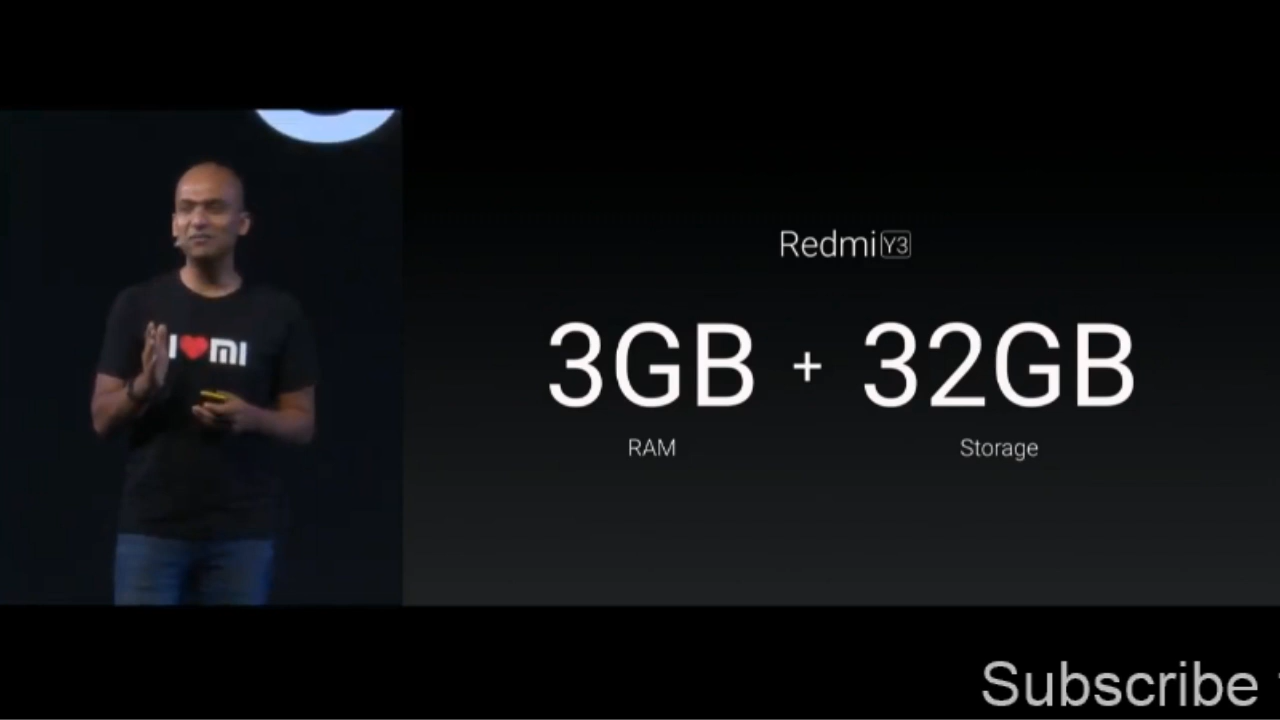 Redmi Y3
3GB + 32GB
RAM Storage
I ❤ mi
Subscribe